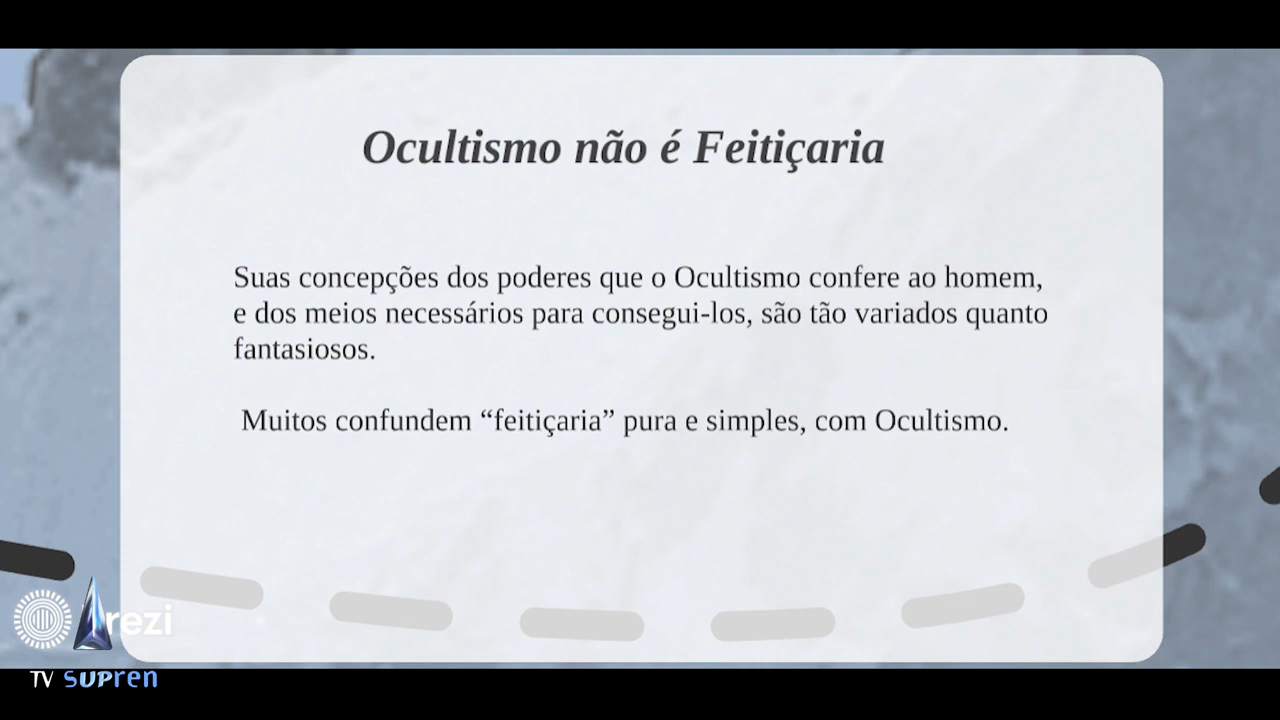 Ocultismo não é Feitiçaria
Suas concepções dos poderes que o Ocultismo confere ao homem,
e dos meios necessários para consegui-los, são tão variados quanto
fantasiosos.
Muitos confundem “feitiçaria” pura e simples, com Ocultismo.
rezi
TV Supren